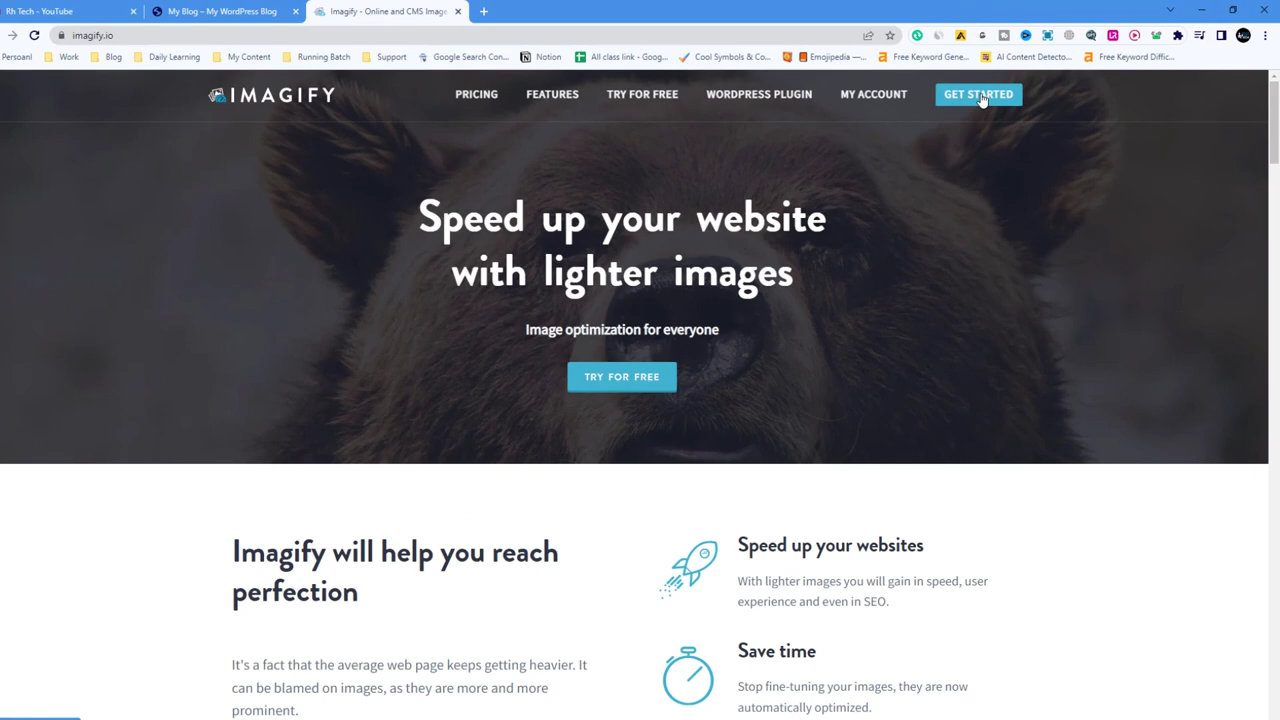 Rh Tech - YouTube
My Blog – My WordPress Blog
Imagify - Online and CMS Image
imagify.io
Persoanl
Work
Blog
Daily Learning
My Content
Running Batch
Support
Google Search Con...
Notion
All class link - Goog...
Cool Symbols & Co...
Emojipedia —...
Free Keyword Gene...
AI Content Detecto...
Free Keyword Diffic...
IMAGIFY
PRICING
FEATURES
TRY FOR FREE
WORDPRESS PLUGIN
MY ACCOUNT
GET STARTED
Speed up your website
with lighter images
Image optimization for everyone
TRY FOR FREE
Imagify will help you reach
perfection
It's a fact that the average web page keeps getting heavier. It
can be blamed on images, as they are more and more
prominent.
Speed up your websites
With lighter images you will gain in speed, user
experience and even in SEO.
Save time
Stop fine-tuning your images, they are now
automatically optimized.